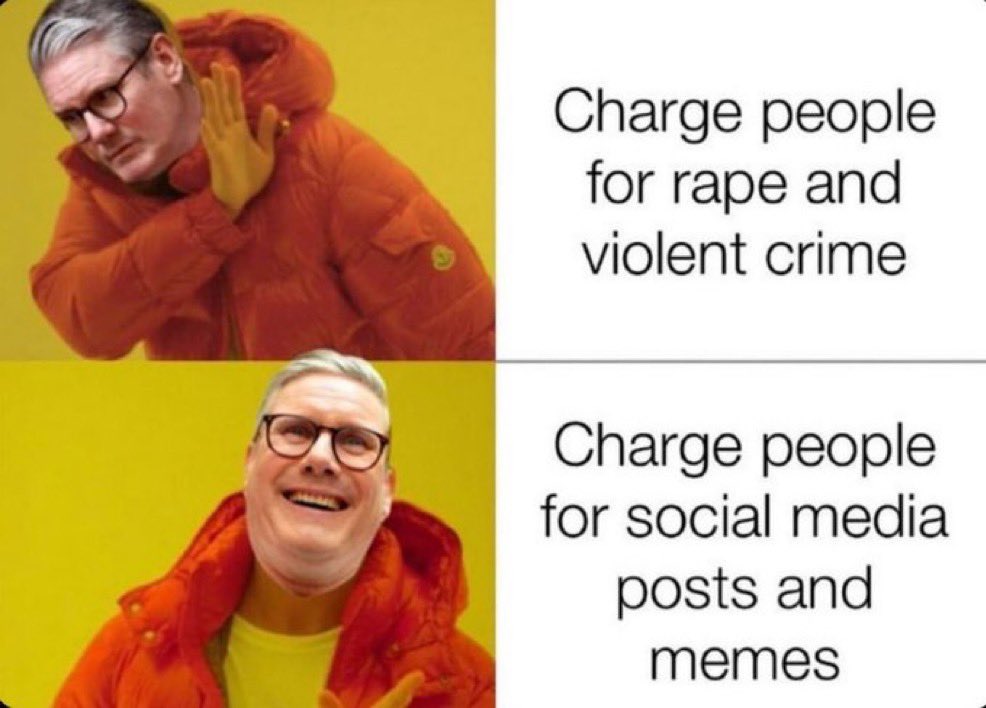 Charge people
for rape and
violent crime
Charge people
for social media
posts and
memes